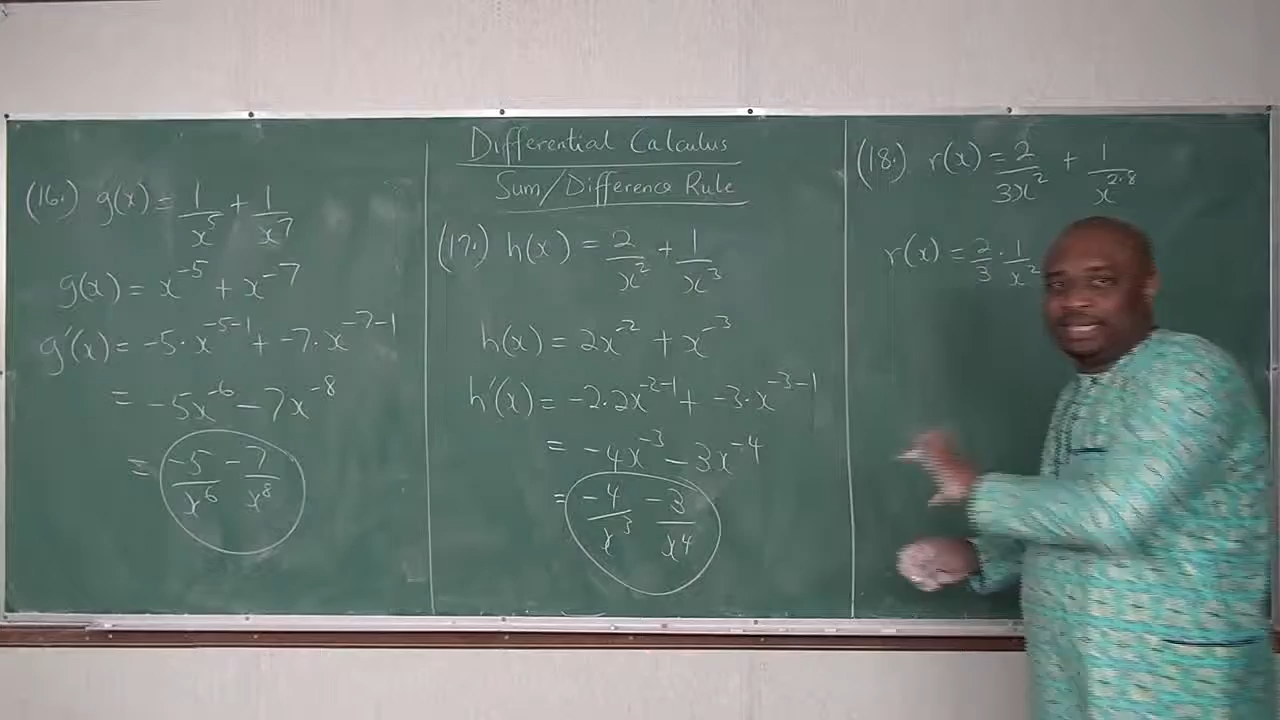 Differential Calculus
Sum/Difference Rule
(16.) g(x) = 1/x^5 + 1/x^7
g(x) = x^-5 + x^-7
g'(x) = -5·x^-5-1 + -7·x^-7-1
= -5x^-6 - 7x^-8
= -5/x^6 - 7/x^8
(17.) h(x) = 2/x^2 + 1/x^3
h(x) = 2x^-2 + x^-3
h'(x) = -2·2x^-2-1 + -3·x^-3-1
= -4x^-3 - 3x^-4
= -4/x^3 - 3/x^4
(18.) r(x) = 2/3x^2 + 1/x^2·8
r(x) = 2/3 · 1/x^2